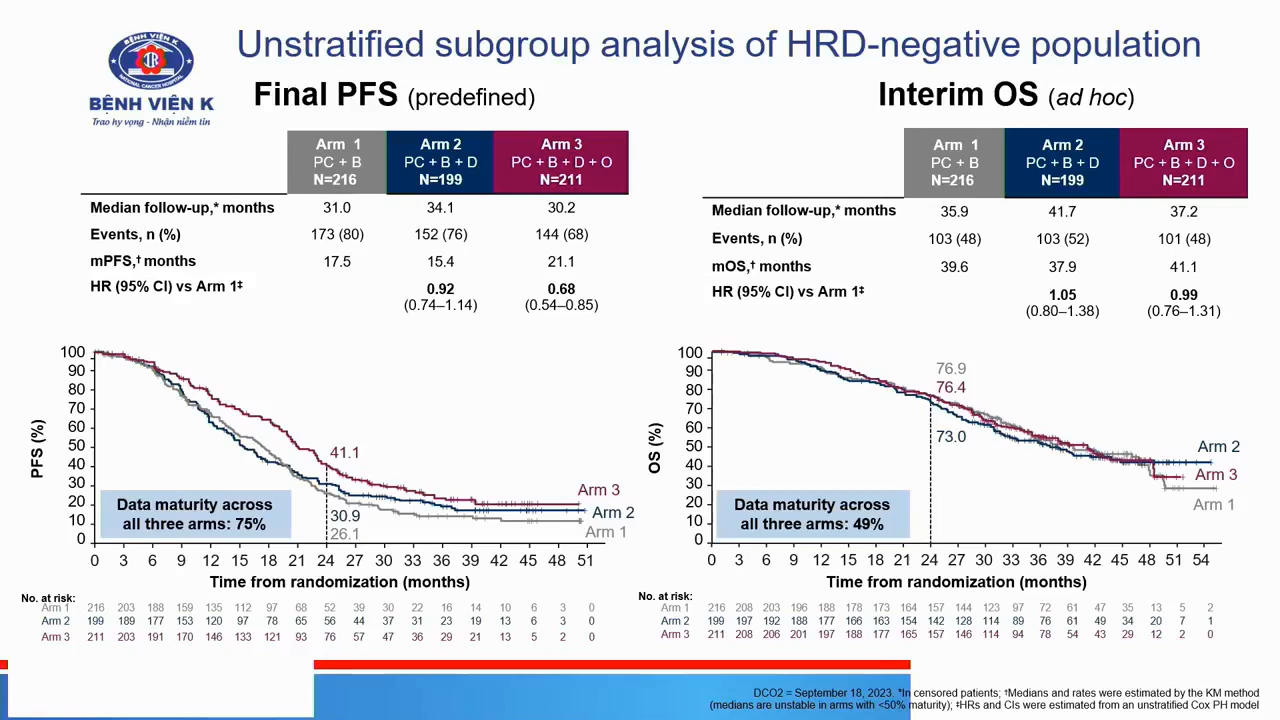 Unstratified subgroup analysis of HRD-negative population
NATIONAL CANCER HOSPITAL
BỆNH VIỆN K
Trao hy vọng - Nhận niềm tin
Final PFS (predefined)
Arm 1 Arm 2 Arm 3
PC + B PC + B + D PC + B + D + O
N=216 N=199 N=211
Median follow-up,* months 31.0 34.1 30.2
Events, n (%) 173 (80) 152 (76) 144 (68)
mPFS,† months 17.5 15.4 21.1
HR (95% CI) vs Arm 1‡ 0.92 0.68
(0.74–1.14) (0.54–0.85)
PFS (%)
100
90
80
70
60
50
40
30
20
10
0
41.1
30.9
26.1
Arm 3
Arm 2
Arm 1
Data maturity across
all three arms: 75%
0 3 6 9 12 15 18 21 24 27 30 33 36 39 42 45 48 51
Time from randomization (months)
No. at risk:
Arm 1 216 203 188 159 135 112 97 68 52 39 30 22 16 14 10 6 3 0
Arm 2 199 189 177 153 120 97 78 65 56 44 37 31 23 19 13 6 3 0
Arm 3 211 203 191 170 146 133 121 93 76 57 47 36 29 21 13 5 2 0
Interim OS (ad hoc)
Arm 1 Arm 2 Arm 3
PC + B PC + B + D PC + B + D + O
N=216 N=199 N=211
Median follow-up,* months 35.9 41.7 37.2
Events, n (%) 103 (48) 103 (52) 101 (48)
mOS,† months 39.6 37.9 41.1
HR (95% CI) vs Arm 1‡ 1.05 0.99
(0.80–1.38) (0.76–1.31)
OS (%)
100
90
80
70
60
50
40
30
20
10
0
76.9
76.4
73.0
Arm 2
Arm 3
Arm 1
Data maturity across
all three arms: 49%
0 3 6 9 12 15 18 21 24 27 30 33 36 39 42 45 48 51 54
Time from randomization (months)
No. at risk:
Arm 1 216 208 203 196 188 178 173 164 157 144 123 97 72 61 47 35 13 5 2
Arm 2 199 197 192 188 177 166 163 154 142 128 114 89 76 61 49 34 20 7 1
Arm 3 211 208 206 201 197 188 177 165 157 146 114 94 78 54 43 29 12 2 0
DCO2 = September 18, 2023. *In censored patients; †Medians and rates were estimated by the KM method
(medians are unstable in arms with <50% maturity); ‡HRs and CIs were estimated from an unstratified Cox PH model